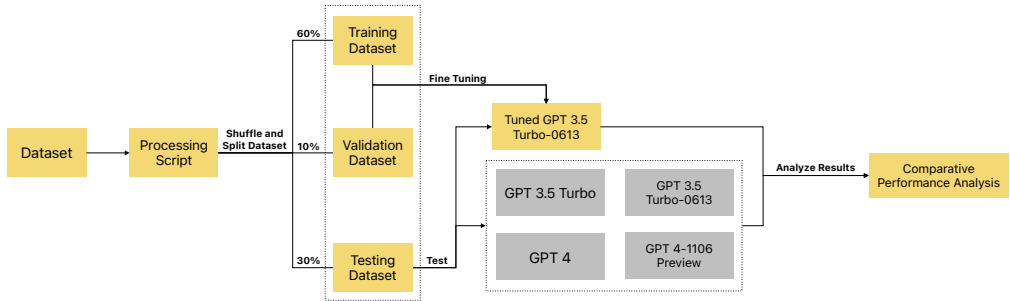 Dataset
Processing
Script
Shuffle and
Split Dataset
60%
10%
30%
Training
Dataset
Validation
Dataset
Testing
Dataset
Fine Tuning
Test
Tuned GPT 3.5
Turbo-0613
GPT 3.5 Turbo
GPT 3.5
Turbo-0613
GPT 4
GPT 4-1106
Preview
Analyze Results
Comparative
Performance Analysis